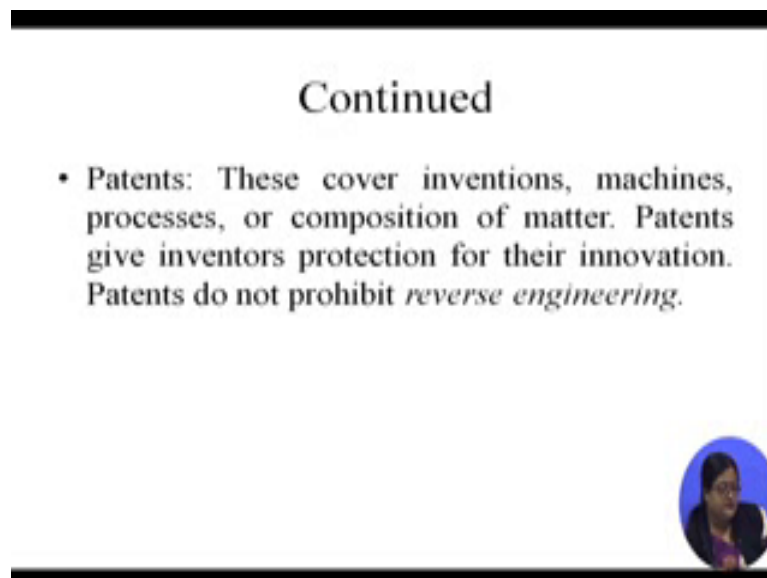 Continued
• Patents: These cover inventions, machines,
processes, or composition of matter. Patents
give inventors protection for their innovation.
Patents do not prohibit reverse engineering.